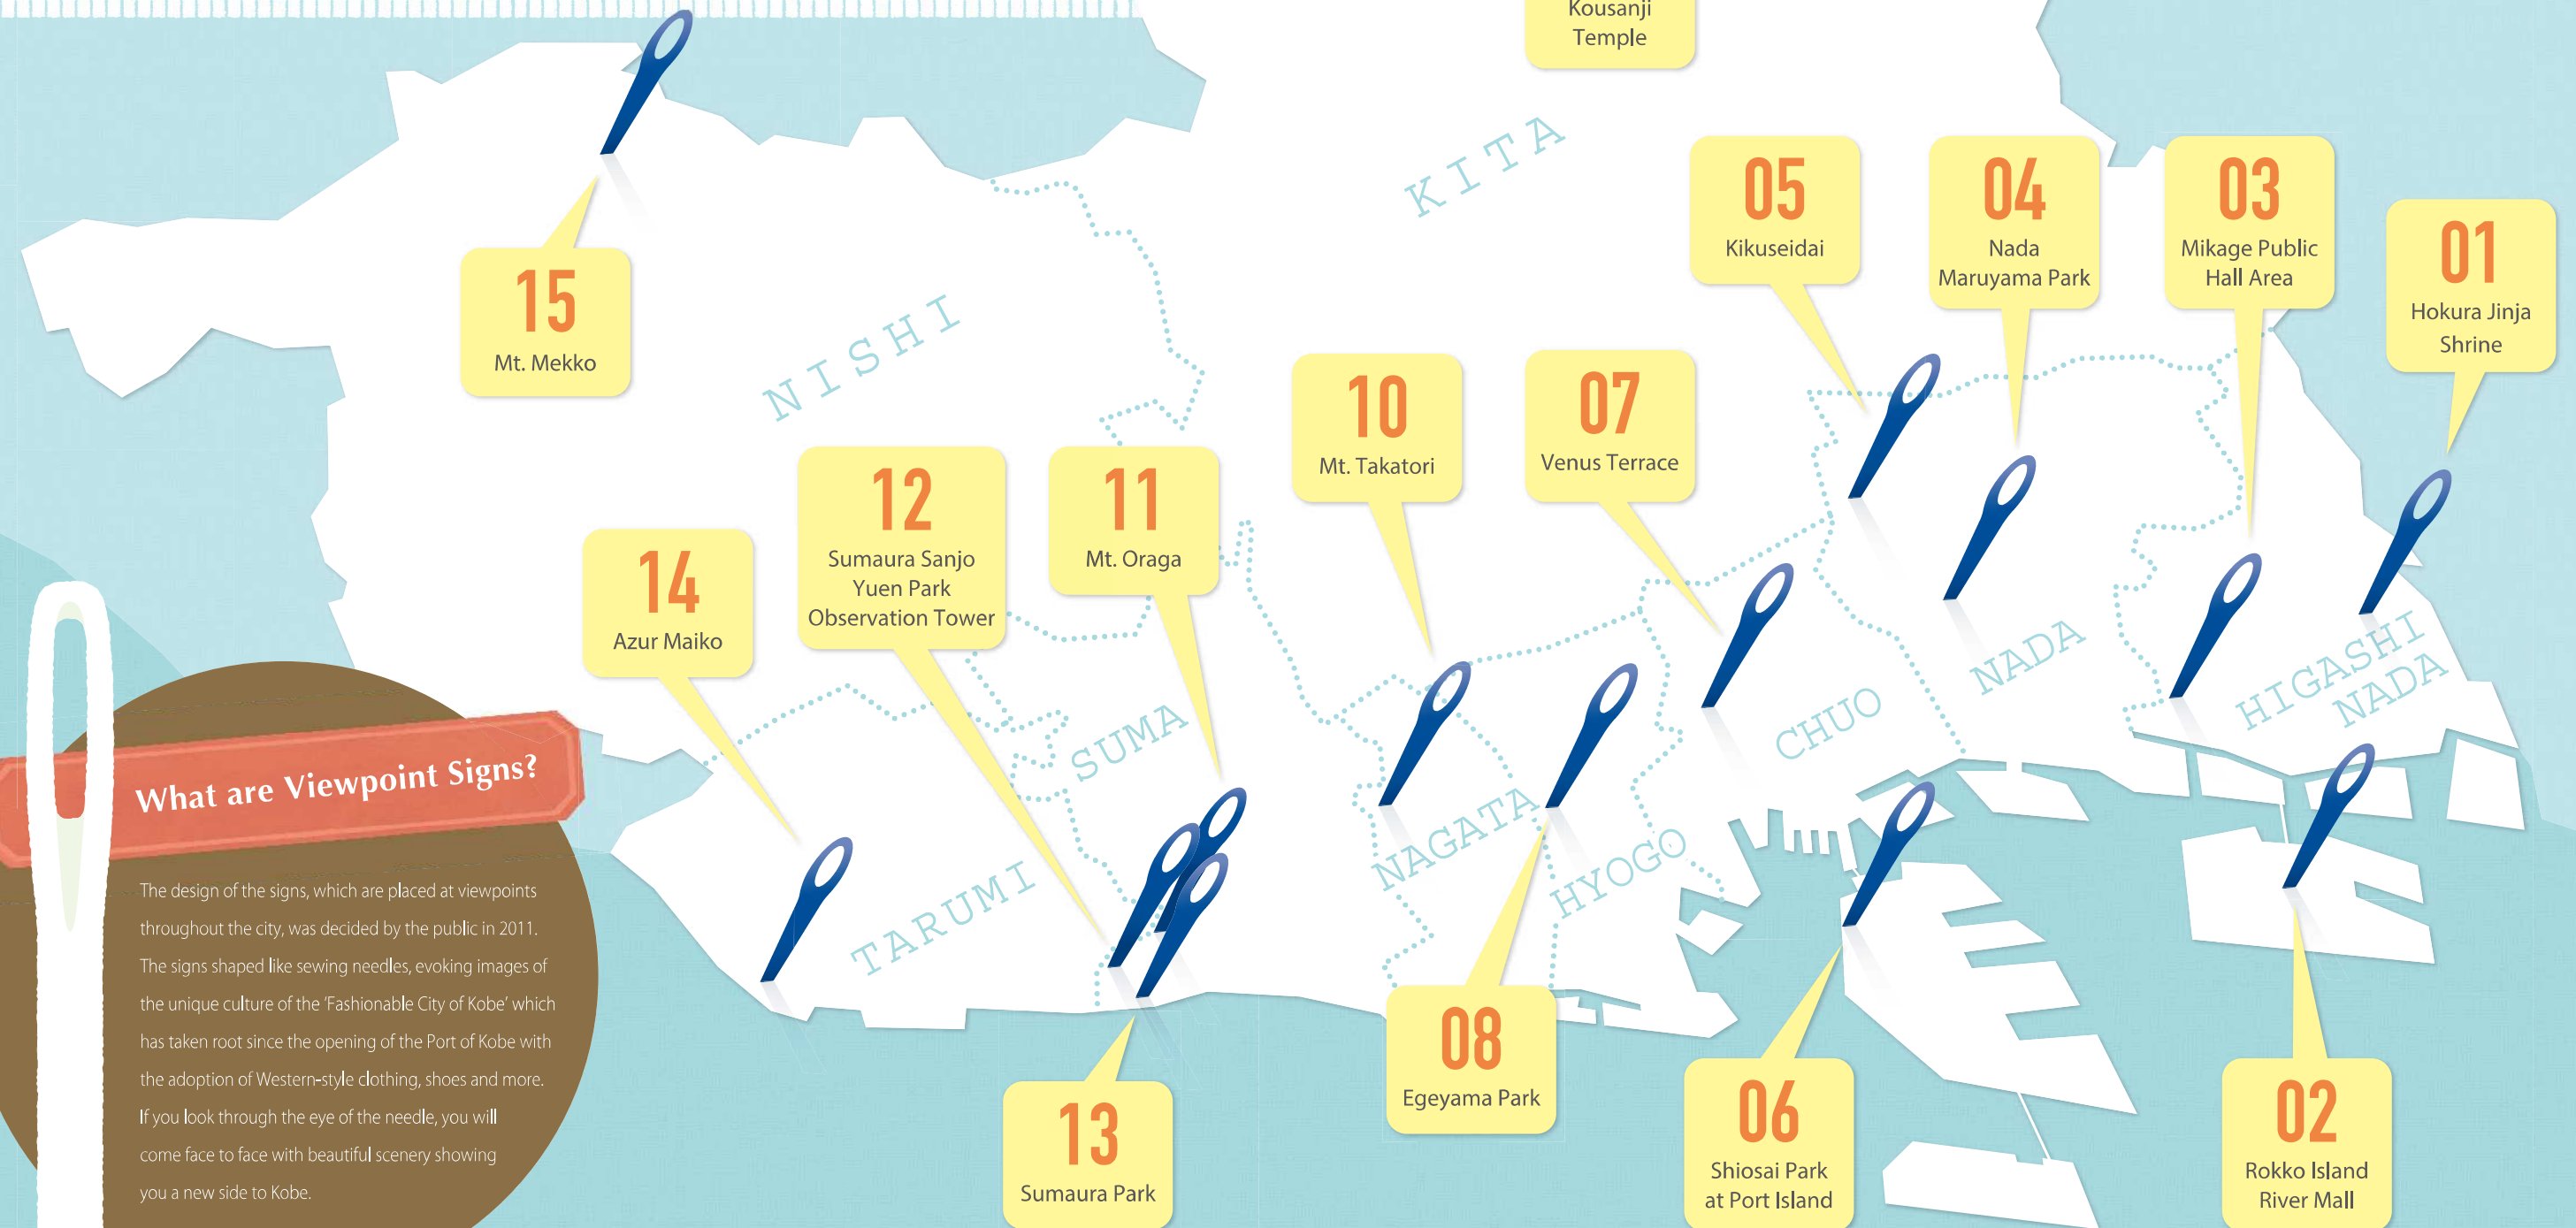 Kousanji
Temple
KITA
05
Kikuseidai
04
Nada
Maruyama Park
03
Mikage Public
Hall Area
01
Hokura Jinja
Shrine
15
Mt. Mekko
NISHI
10
Mt. Takatori
07
Venus Terrace
12
Sumaura Sanjo
Yuen Park
Observation Tower
11
Mt. Oraga
14
Azur Maiko
SUMA
TARUMI
NAGATA
HYOGO
CHUO
NADA
HIGASHI
NADA
08
Egeyama Park
13
Sumaura Park
06
Shiosai Park
at Port Island
02
Rokko Island
River Mall
What are Viewpoint Signs?
The design of the signs, which are placed at viewpoints
throughout the city, was decided by the public in 2011.
The signs shaped like sewing needles, evoking images of
the unique culture of the ‘Fashionable City of Kobe’ which
has taken root since the opening of the Port of Kobe with
the adoption of Western-style clothing, shoes and more.
If you look through the eye of the needle, you will
come face to face with beautiful scenery showing
you a new side to Kobe.